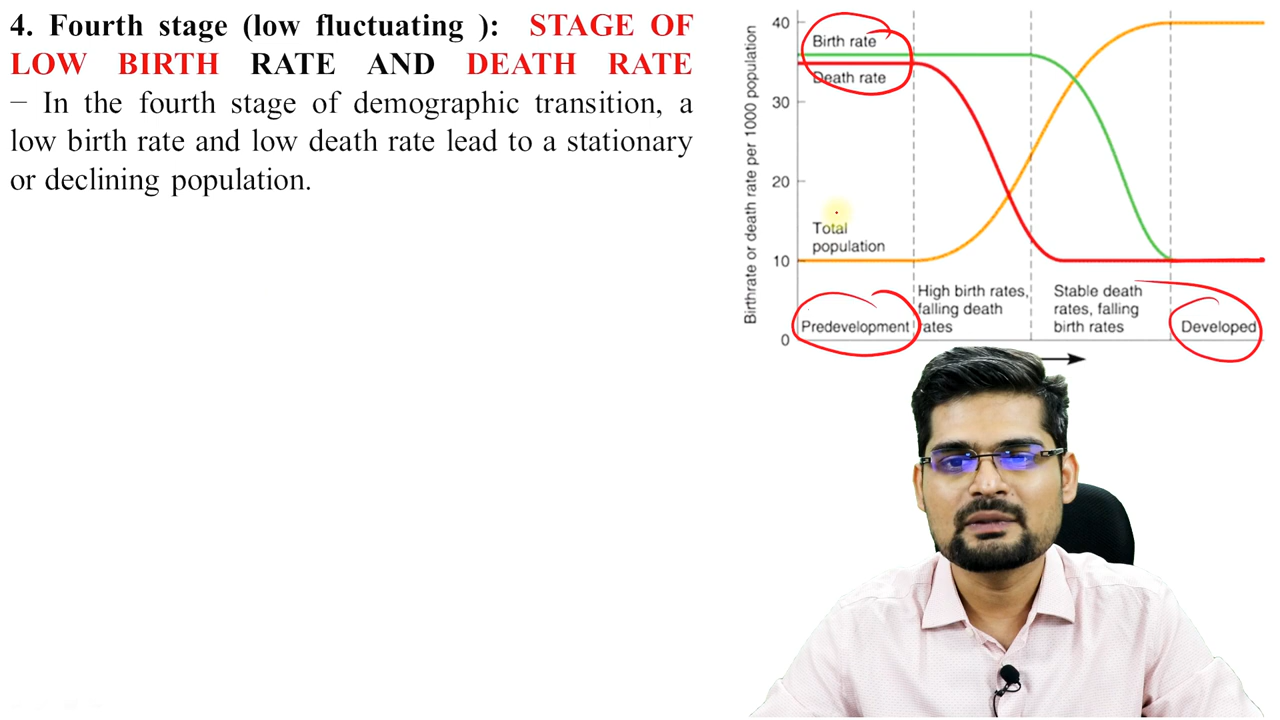 4. Fourth stage (low fluctuating ): STAGE OF
LOW BIRTH RATE AND DEATH RATE
− In the fourth stage of demographic transition, a
low birth rate and low death rate lead to a stationary
or declining population.
Birthrate or death rate per 1000 population
40
30
20
10
0
Birth rate
Death rate
Total
population
Predevelopment
High birth rates,
falling death
rates
Stable death
rates, falling
birth rates
Developed